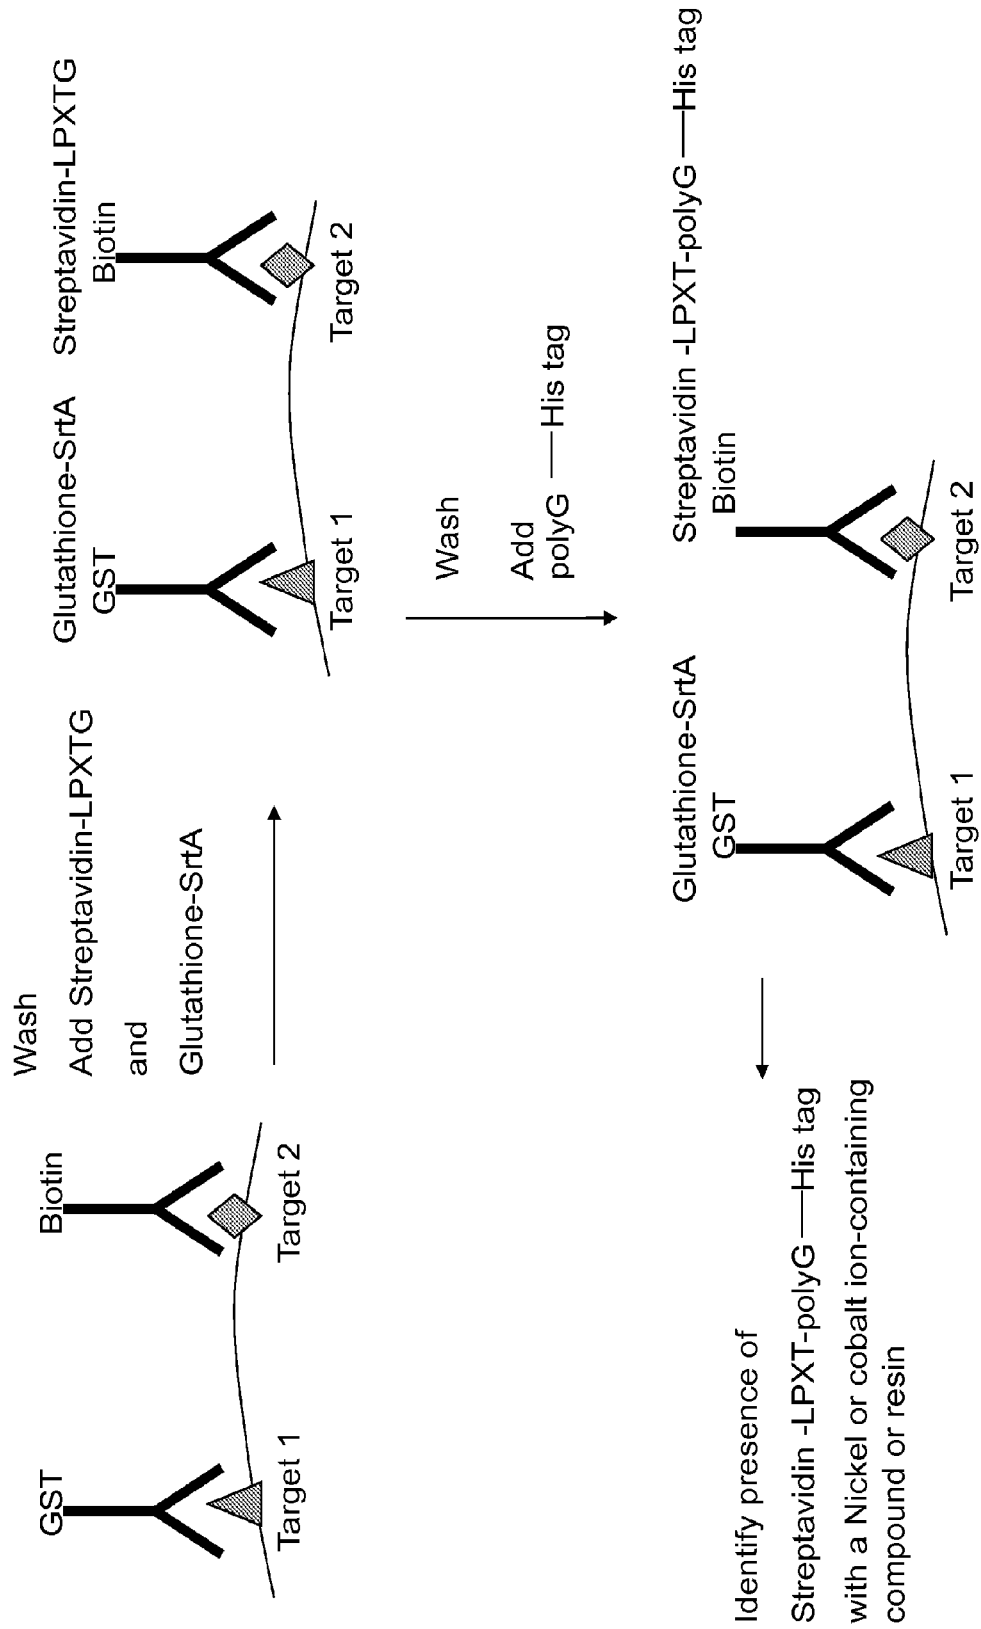 GST
Biotin
Target 1
Target 2
Wash
Add Streptavidin-LPXTG
and
Glutathione-SrtA
Glutathione-SrtA
GST
Streptavidin-LPXTG
Biotin
Target 1
Target 2
Wash
Add
polyG —His tag
Glutathione-SrtA
GST
Streptavidin -LPXT-polyG —His tag
Biotin
Target 1
Target 2
Identify presence of
Streptavidin -LPXT-polyG —His tag
with a Nickel or cobalt ion-containing
compound or resin